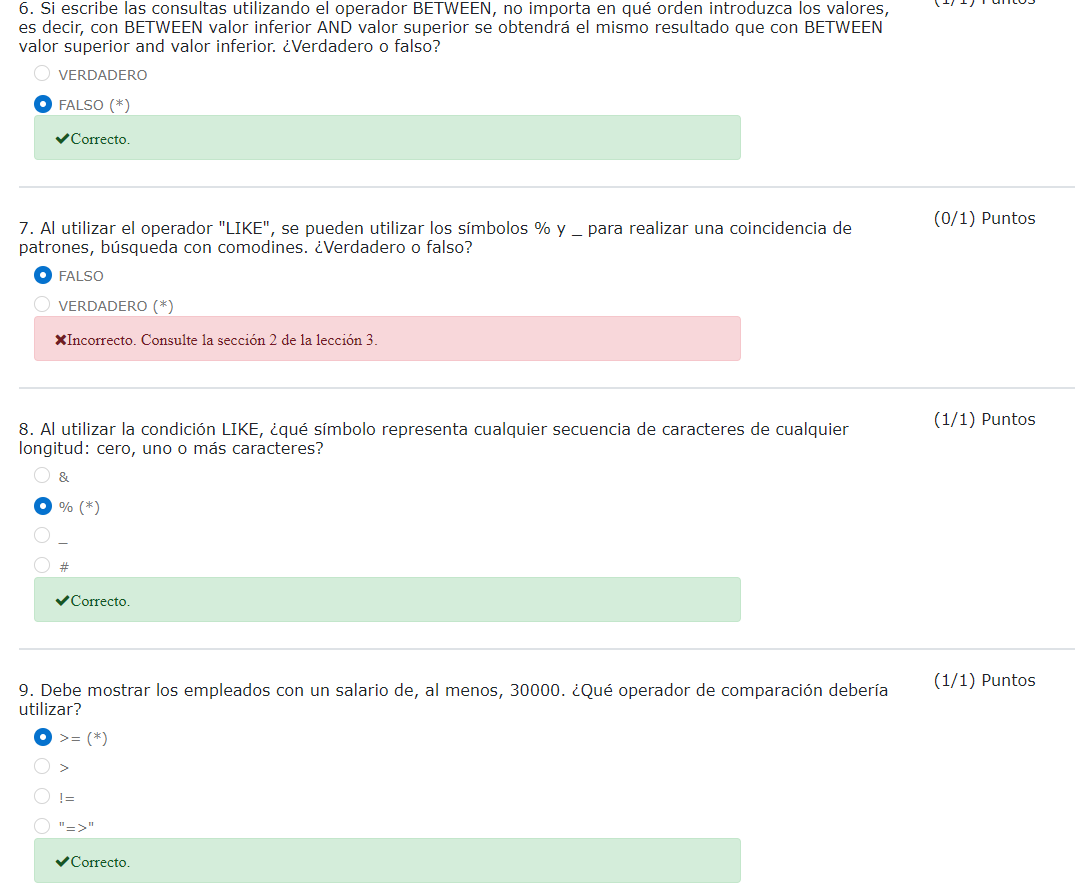 6. Si escribe las consultas utilizando el operador BETWEEN, no importa en qué orden introduzca los valores,
es decir, con BETWEEN valor inferior AND valor superior se obtendrá el mismo resultado que con BETWEEN
valor superior and valor inferior. ¿Verdadero o falso?
(1/1) Puntos
VERDADERO
FALSO (*)
✔Correcto.
7. Al utilizar el operador "LIKE", se pueden utilizar los símbolos % y _ para realizar una coincidencia de
patrones, búsqueda con comodines. ¿Verdadero o falso?
(0/1) Puntos
FALSO
VERDADERO (*)
✖Incorrecto. Consulte la sección 2 de la lección 3.
8. Al utilizar la condición LIKE, ¿qué símbolo representa cualquier secuencia de caracteres de cualquier
longitud: cero, uno o más caracteres?
(1/1) Puntos
&
% (*)
_
#
✔Correcto.
9. Debe mostrar los empleados con un salario de, al menos, 30000. ¿Qué operador de comparación debería
utilizar?
(1/1) Puntos
>= (*)
>
!=
"=>"
✔Correcto.